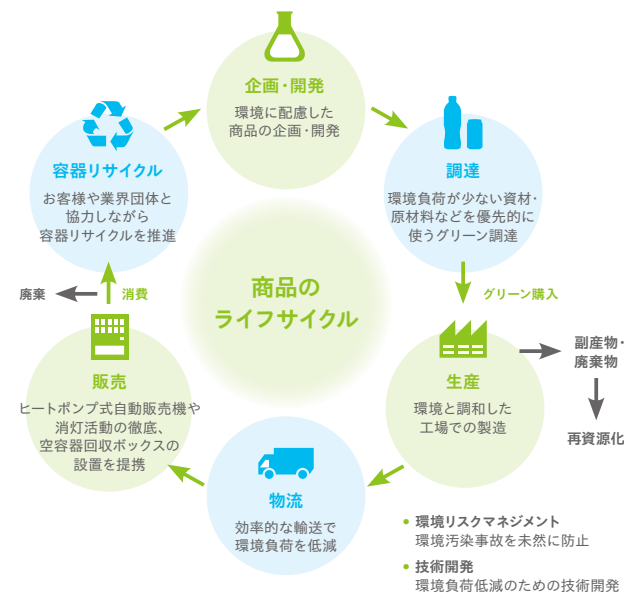 企画・開発
環境に配慮した
商品の企画・開発
調達
環境負荷が少ない資材・
原材料などを優先的に
使うグリーン調達
グリーン購入
生産
環境と調和した
工場での製造
副産物・
廃棄物
再資源化
物流
効率的な輸送で
環境負荷を低減
販売
ヒートポンプ式自動販売機や
消灯活動の徹底、
空容器回収ボックスの
設置を提携
消費
廃棄
容器リサイクル
お客様や業界団体と
協力しながら
容器リサイクルを推進
商品の
ライフサイクル
• 環境リスクマネジメント
環境汚染事故を未然に防止
• 技術開発
環境負荷低減のための技術開発